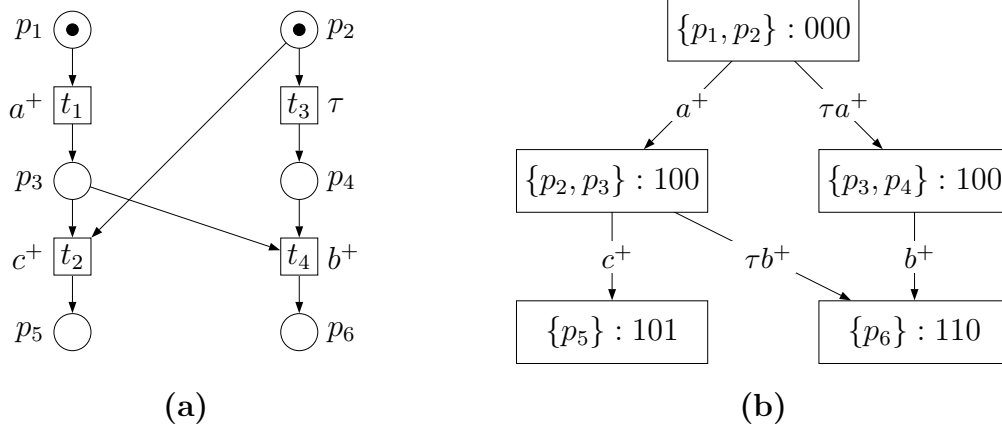 p₁ p₂ {p₁, p₂} : 000
a⁺ t₁ t₃ τ a⁺ τa⁺
p₃ p₄ {p₂, p₃} : 100 {p₃, p₄} : 100
c⁺ t₂ t₄ b⁺ c⁺ τb⁺ b⁺
p₅ p₆ {p₅} : 101 {p₆} : 110
(a) (b)